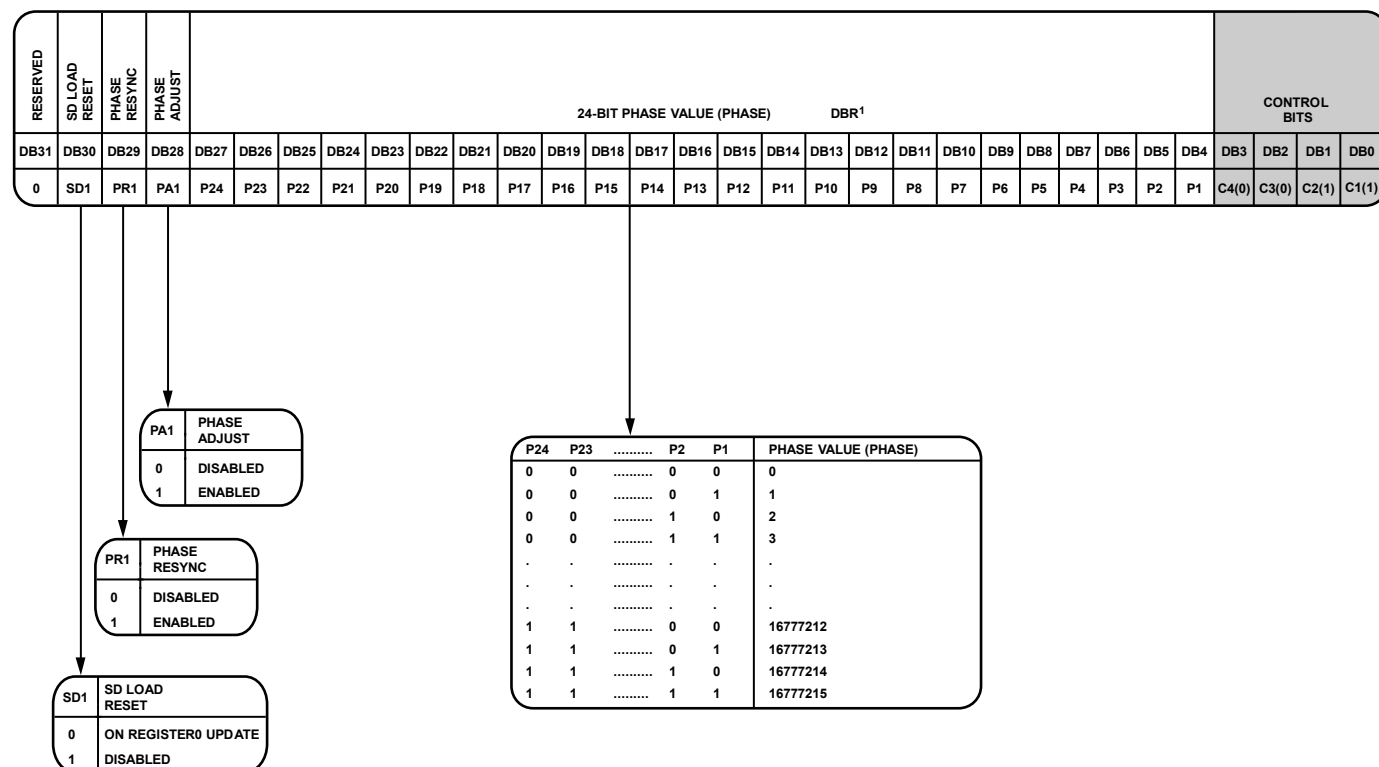 RESERVED
SD LOAD
RESET
PHASE
RESYNC
PHASE
ADJUST
24-BIT PHASE VALUE (PHASE) DBR1
CONTROL
BITS
DB31 DB30 DB29 DB28 DB27 DB26 DB25 DB24 DB23 DB22 DB21 DB20 DB19 DB18 DB17 DB16 DB15 DB14 DB13 DB12 DB11 DB10 DB9 DB8 DB7 DB6 DB5 DB4 DB3 DB2 DB1 DB0
0 SD1 PR1 PA1 P24 P23 P22 P21 P20 P19 P18 P17 P16 P15 P14 P13 P12 P11 P10 P9 P8 P7 P6 P5 P4 P3 P2 P1 C4(0) C3(0) C2(1) C1(1)
PA1 PHASE
ADJUST
0 DISABLED
1 ENABLED
PR1 PHASE
RESYNC
0 DISABLED
1 ENABLED
SD1 SD LOAD
RESET
0 ON REGISTER0 UPDATE
1 DISABLED
P24 P23 .......... P2 P1 PHASE VALUE (PHASE)
0 0 .......... 0 0 0
0 0 .......... 0 1 1
0 0 .......... 1 0 2
0 0 .......... 1 1 3
. . .......... . . .
. . .......... . . .
. . .......... . . .
1 1 .......... 0 0 16777212
1 1 .......... 0 1 16777213
1 1 .......... 1 0 16777214
1 1 ......... 1 1 16777215